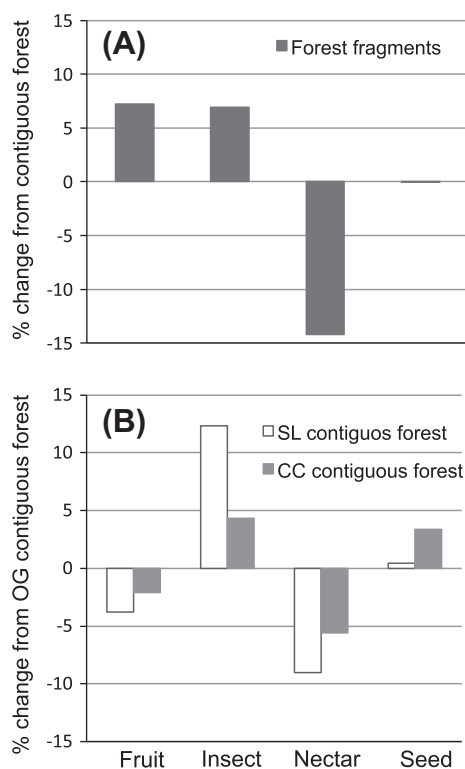 15
(A)
Forest fragments
10
5
0
-5
-10
-15
% change from contiguous forest
15
(B)
SL contiguos forest
10
CC contiguous forest
5
0
-5
-10
-15
% change from OG contiguous forest
Fruit Insect Nectar Seed